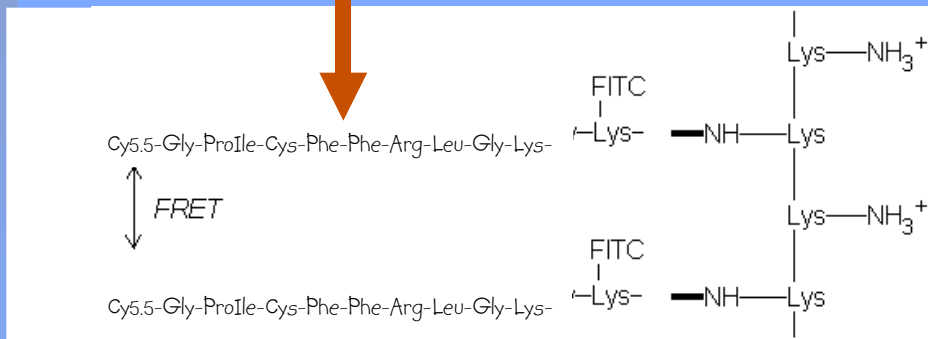 Lys—NH3+
FITC
Cy5.5-Gly-ProIle-Cys-Phe-Phe-Arg-Leu-Gly-Lys- -Lys- —NH—Lys
FRET
Lys—NH3+
FITC
Cy5.5-Gly-ProIle-Cys-Phe-Phe-Arg-Leu-Gly-Lys- -Lys- —NH—Lys